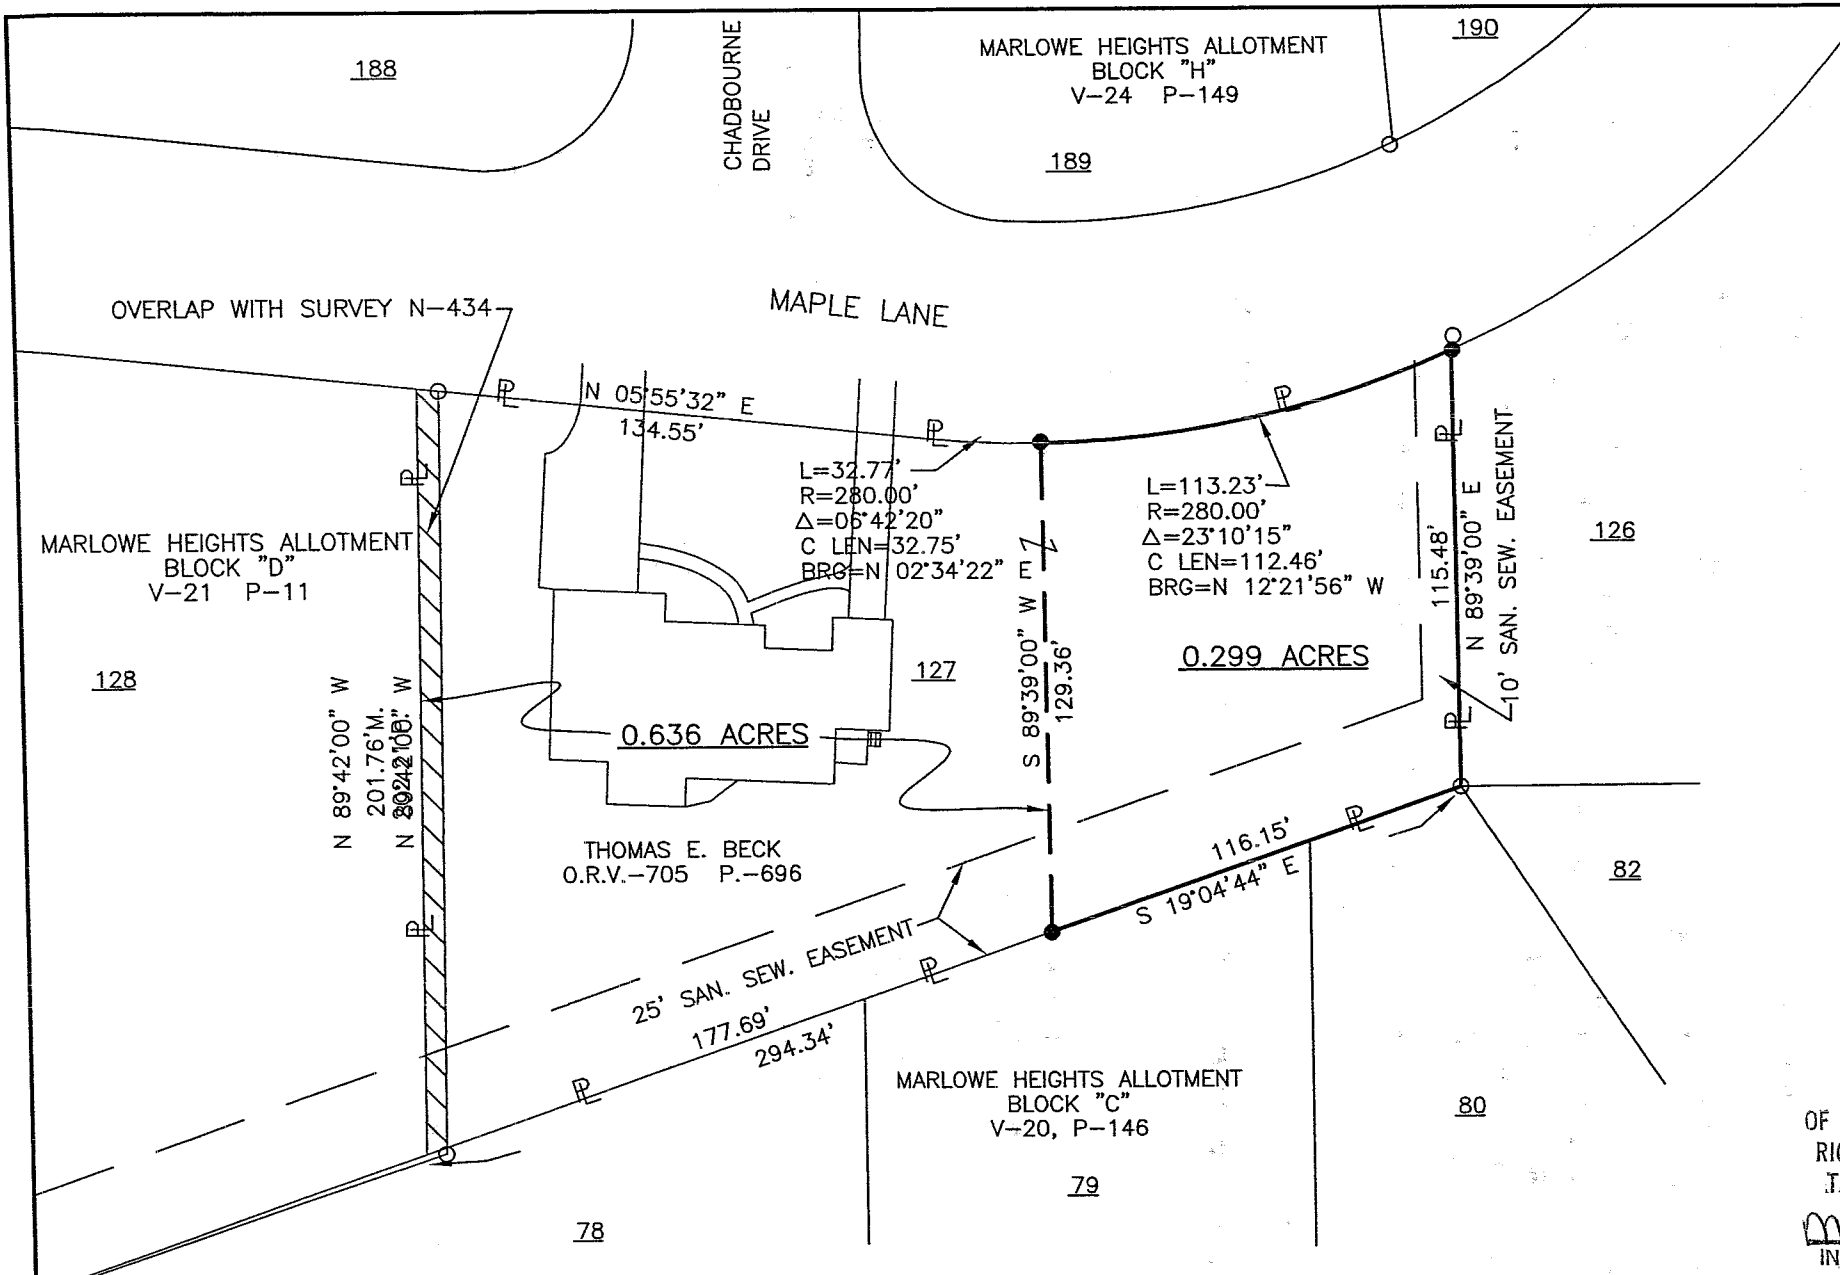 188
CHADBOURNE
DRIVE
MARLOWE HEIGHTS ALLOTMENT
BLOCK "H"
V-24 P-149
190
189
OVERLAP WITH SURVEY N-434
MAPLE LANE
N 05°55'32" E
134.55'
L=32.77'
R=280.00'
Δ=06°42'20"
C LEN=32.75'
BRG=N 02°34'22" E
L=113.23'
R=280.00'
Δ=23°10'15"
C LEN=112.46'
BRG=N 12°21'56" W
MARLOWE HEIGHTS ALLOTMENT
BLOCK "D"
V-21 P-11
128
N 89°42'00" W
201.76'M.
127
0.636 ACRES
S 89°39'00" W
129.36'
0.299 ACRES
115.48'
N 89°39'00" E
10' SAN. SEW. EASEMENT
126
THOMAS E. BECK
O.R.V.-705 P.-696
116.15'
S 19°04'44" E
82
25' SAN. SEW. EASEMENT
177.69'
294.34'
MARLOWE HEIGHTS ALLOTMENT
BLOCK "C"
V-20, P-146
80
79
78
OF